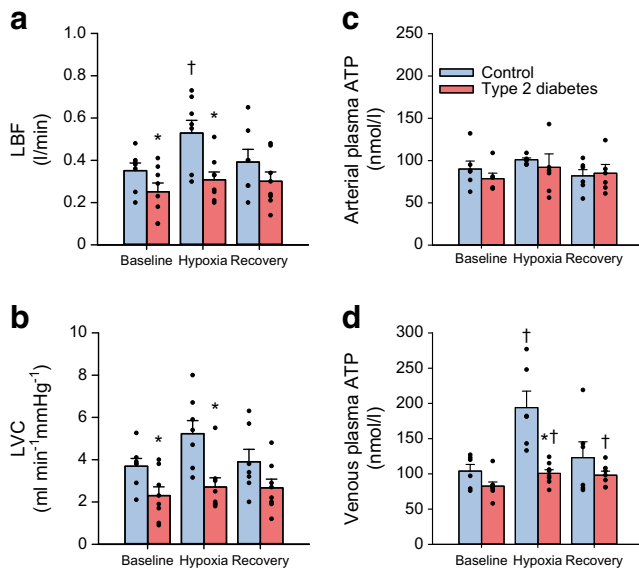 a
LBF
(l/min)
1.0
0.8
0.6
0.4
0.2
0
†
*
*
Baseline Hypoxia Recovery
b
LVC
(ml min-1mmHg-1)
10
8
6
4
2
0
*
*
Baseline Hypoxia Recovery
c
Arterial plasma ATP
(nmol/l)
250
200
150
100
50
0
Control
Type 2 diabetes
Baseline Hypoxia Recovery
d
Venous plasma ATP
(nmol/l)
300
250
200
150
100
50
0
†
*†
†
Baseline Hypoxia Recovery